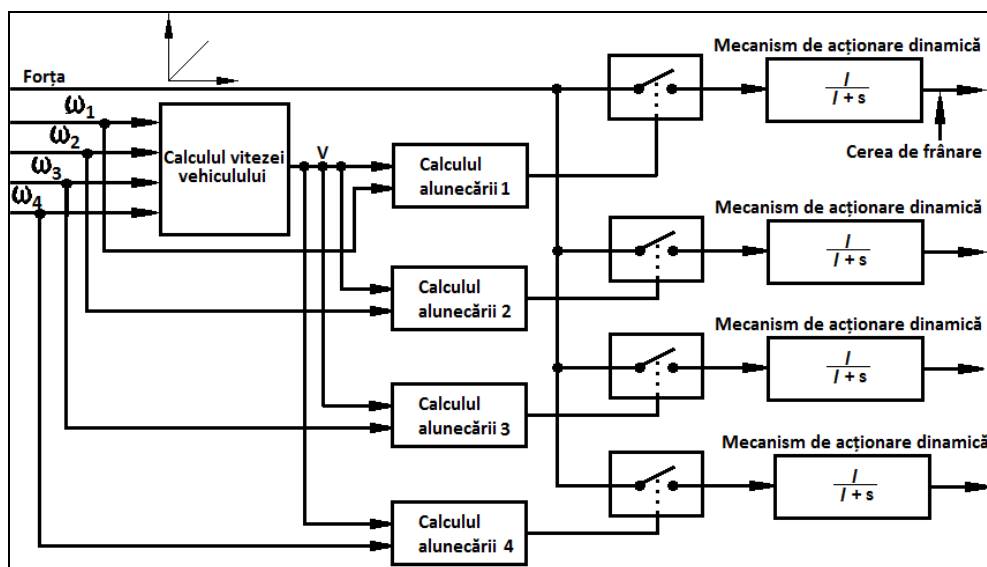 Forța
ω1
ω2
ω3
ω4
Calculul vitezei
vehiculului
V
Calculul
alunecării 1
Calculul
alunecării 2
Calculul
alunecării 3
Calculul
alunecării 4
Mecanism de acționare dinamică
I
I + s
Cerea de frânare
Mecanism de acționare dinamică
I
I + s
Mecanism de acționare dinamică
I
I + s
Mecanism de acționare dinamică
I
I + s